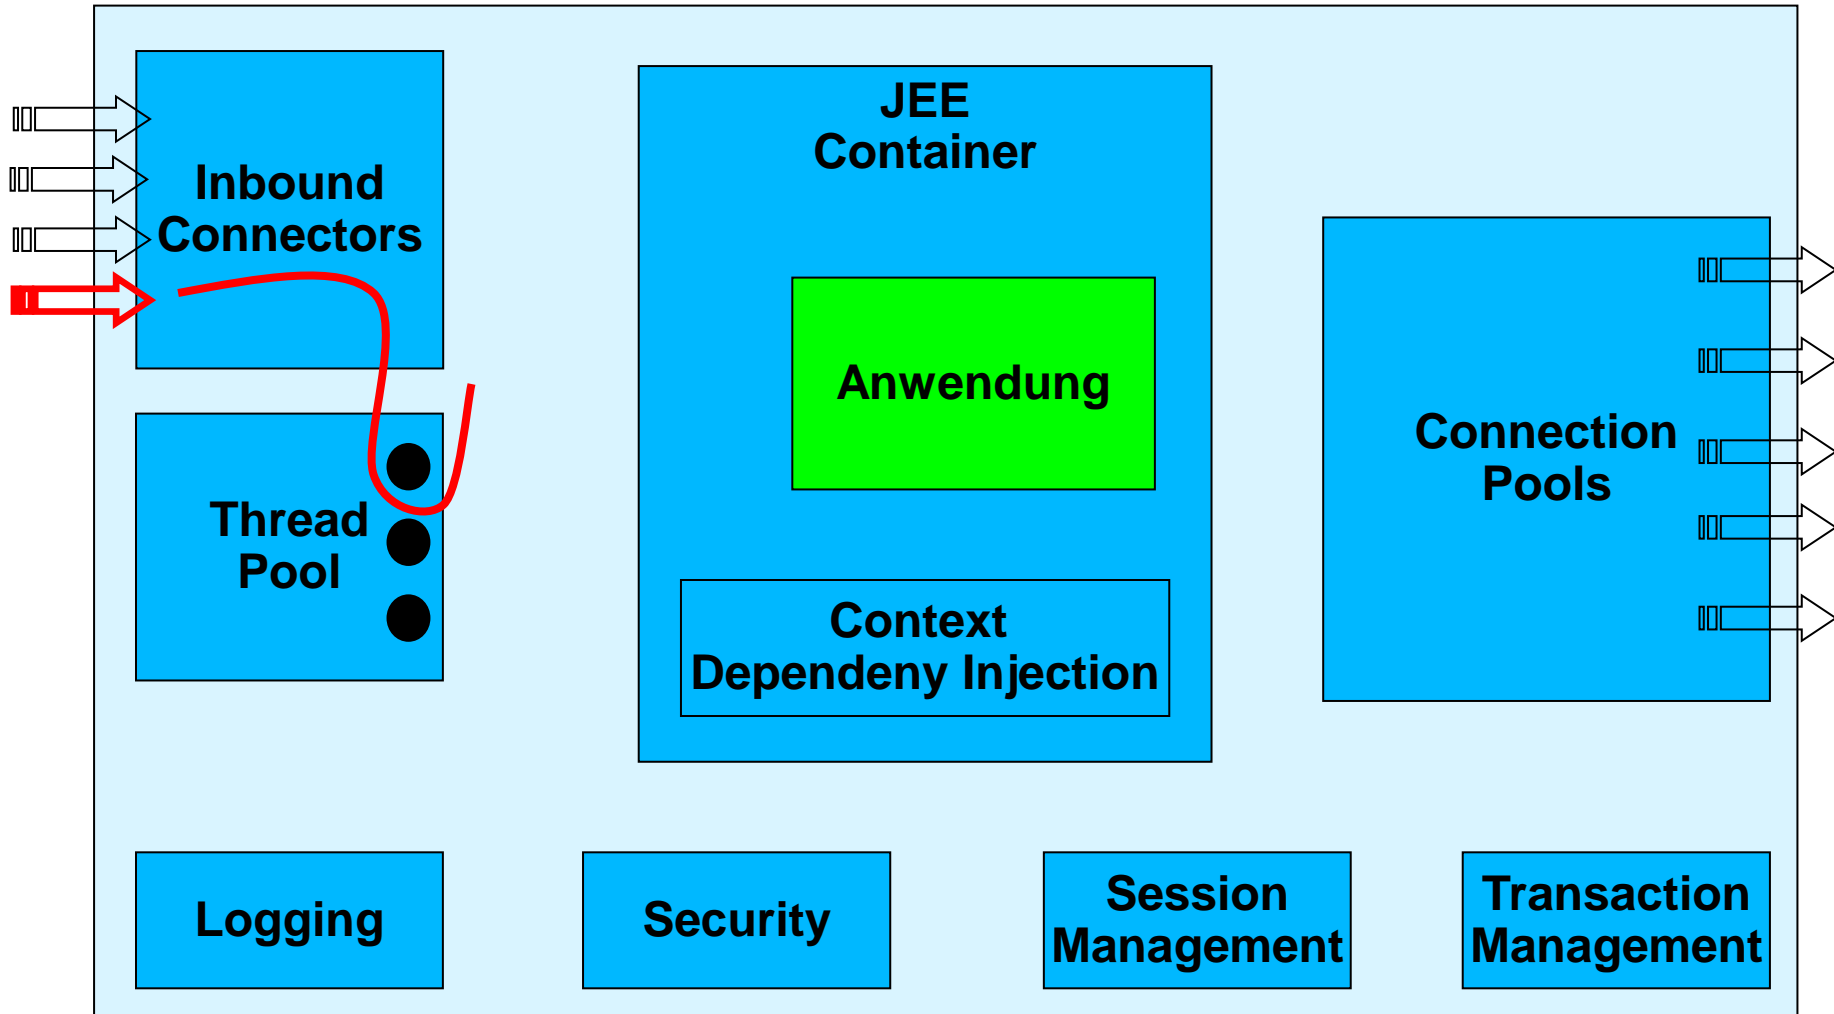 Inbound
Connectors
Thread
Pool
JEE
Container
Anwendung
Context
Dependeny Injection
Connection
Pools
Logging
Security
Session
Management
Transaction
Management